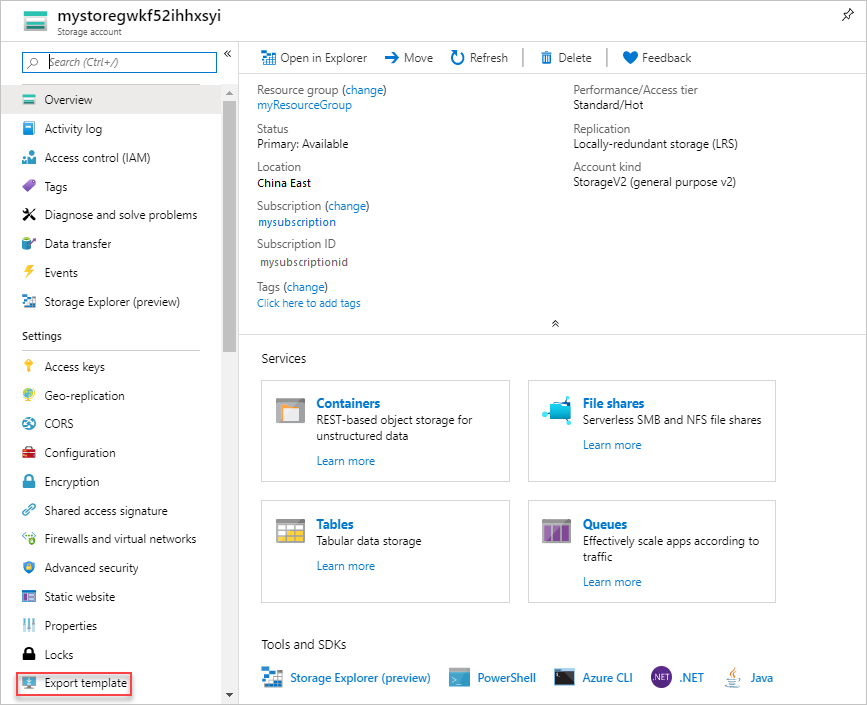 mystoregwkf52ihhxsyi
Storage account
Search (Ctrl+/)
«
Overview
Activity log
Access control (IAM)
Tags
Diagnose and solve problems
Data transfer
Events
Storage Explorer (preview)
Settings
Access keys
Geo-replication
CORS
Configuration
Encryption
Shared access signature
Firewalls and virtual networks
Advanced security
Static website
Properties
Locks
Export template
Open in Explorer Move Refresh Delete Feedback
Resource group (change)
myResourceGroup
Status
Primary: Available
Location
China East
Subscription (change)
mysubscription
Subscription ID
mysubscriptionid
Tags (change)
Click here to add tags
Performance/Access tier
Standard/Hot
Replication
Locally-redundant storage (LRS)
Account kind
StorageV2 (general purpose v2)
Services
Containers
REST-based object storage for
unstructured data
Learn more
File shares
Serverless SMB and NFS file shares
Learn more
Tables
Tabular data storage
Learn more
Queues
Effectively scale apps according to
traffic
Learn more
Tools and SDKs
Storage Explorer (preview) PowerShell Azure CLI NET .NET Java